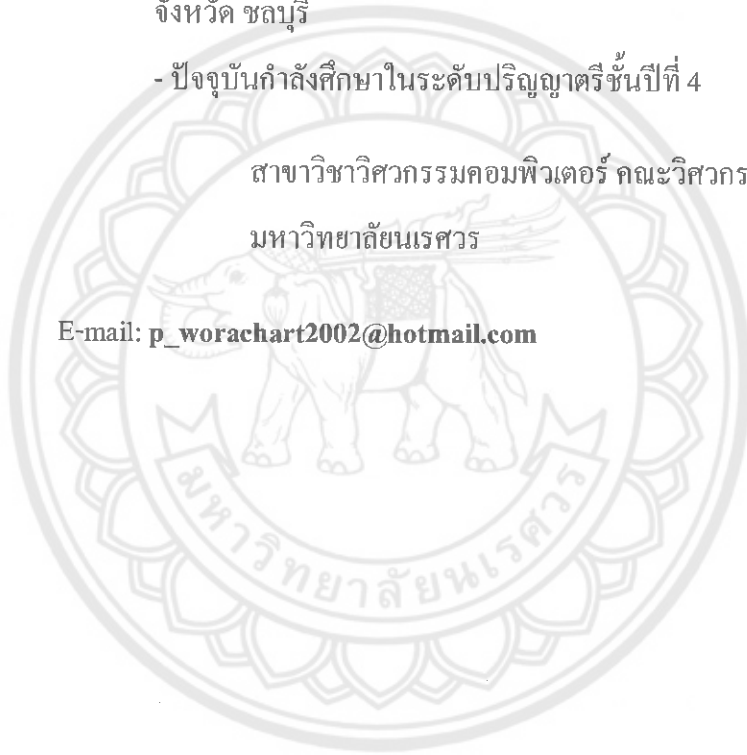 จังหวัด ชลบุรี
- ปัจจุบันกำลังศึกษาในระดับปริญญาตรีชั้นปีที่ 4
สาขาวิชาวิศวกรรมคอมพิวเตอร์ คณะวิศวกร
มหาวิทยาลัยนเรศวร
E-mail: p_worachart2002@hotmail.com
มหาวิทยาลัยนเรศวร